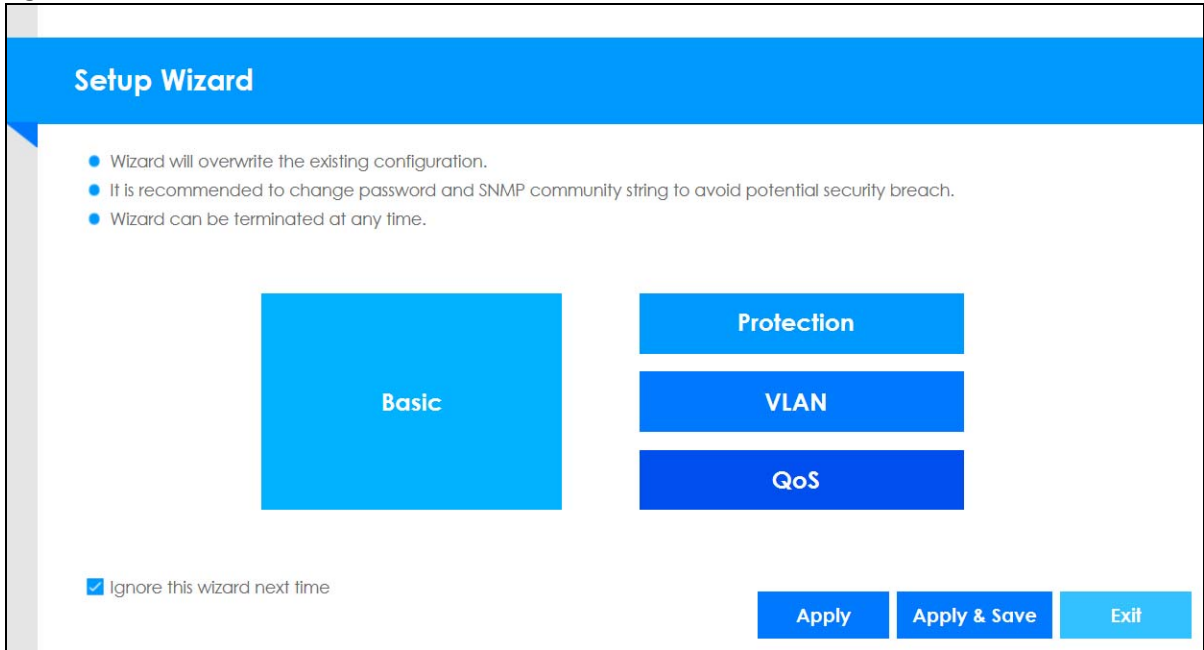 Setup Wizard
Wizard will overwrite the existing configuration.
It is recommended to change password and SNMP community string to avoid potential security breach.
Wizard can be terminated at any time.
Basic
Protection
VLAN
QoS
Ignore this wizard next time
Apply
Apply & Save
Exit